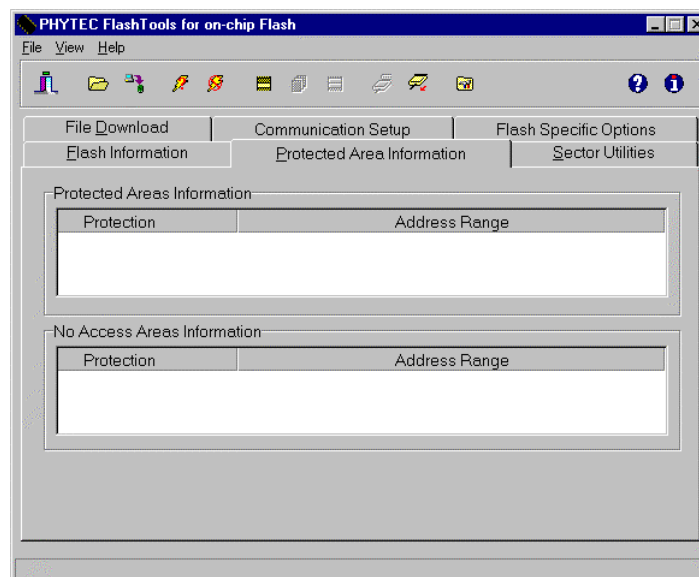 PHYTEC FlashTools for on-chip Flash
File View Help
File Download Communication Setup Flash Specific Options
Flash Information Protected Area Information Sector Utilities
Protected Areas Information
Protection Address Range
No Access Areas Information
Protection Address Range